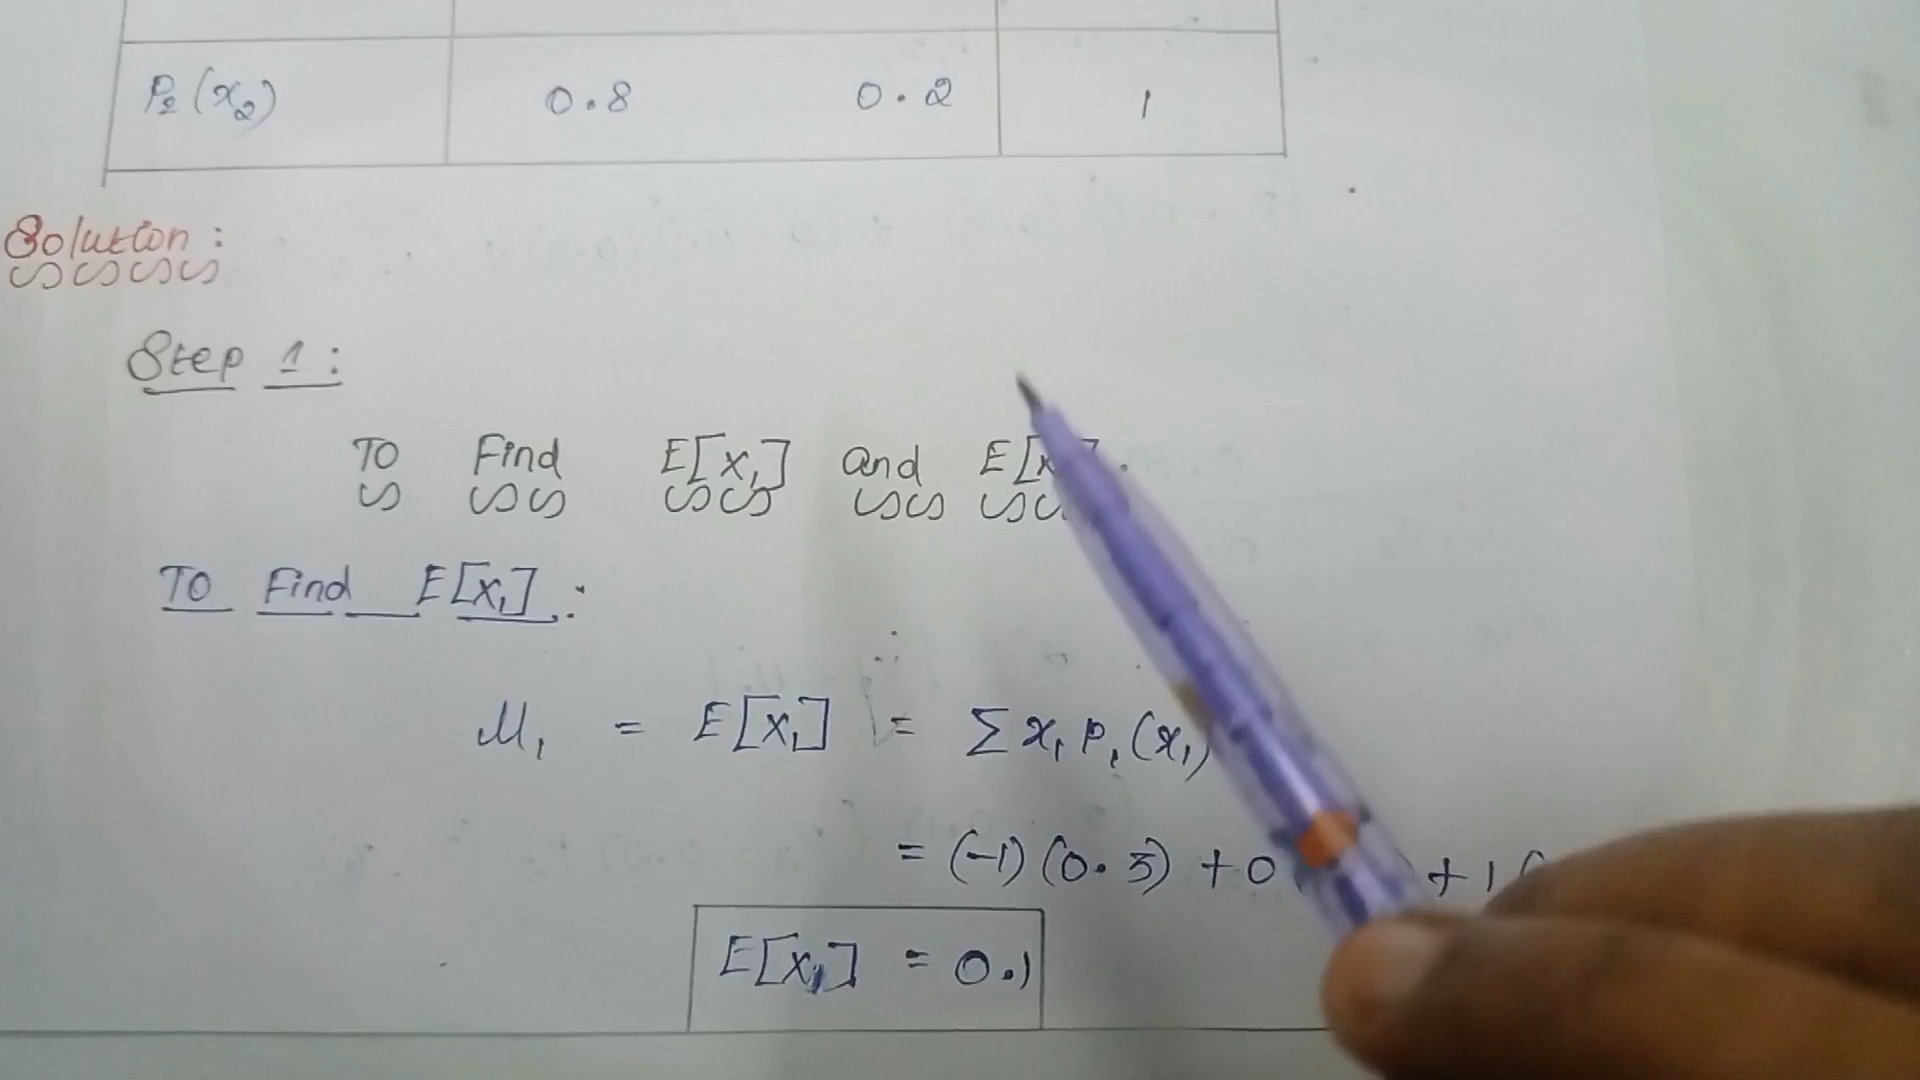 P₂(x₂) 0.8 0.2 1
Solution:
Step 1:
To Find E[X₁] and
To Find E[X₁]:
μ₁ = E[X₁] = Σ x₁ P₁(x₁)
= (-1)(0.3) + 0 + 1(
E[X₁] = 0.1